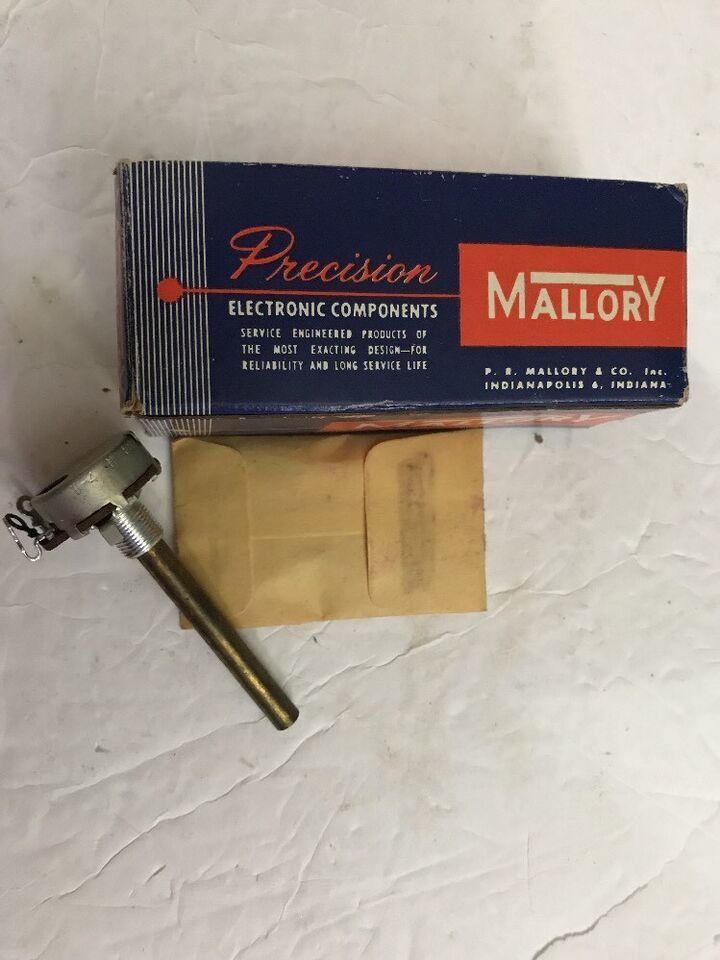 Precision
ELECTRONIC COMPONENTS
SERVICE ENGINEERED PRODUCTS OF
THE MOST EXACTING DESIGN—FOR
RELIABILITY AND LONG SERVICE LIFE
MALLORY
P. R. MALLORY & CO. Inc.
INDIANAPOLIS 6, INDIANA
MALLORY